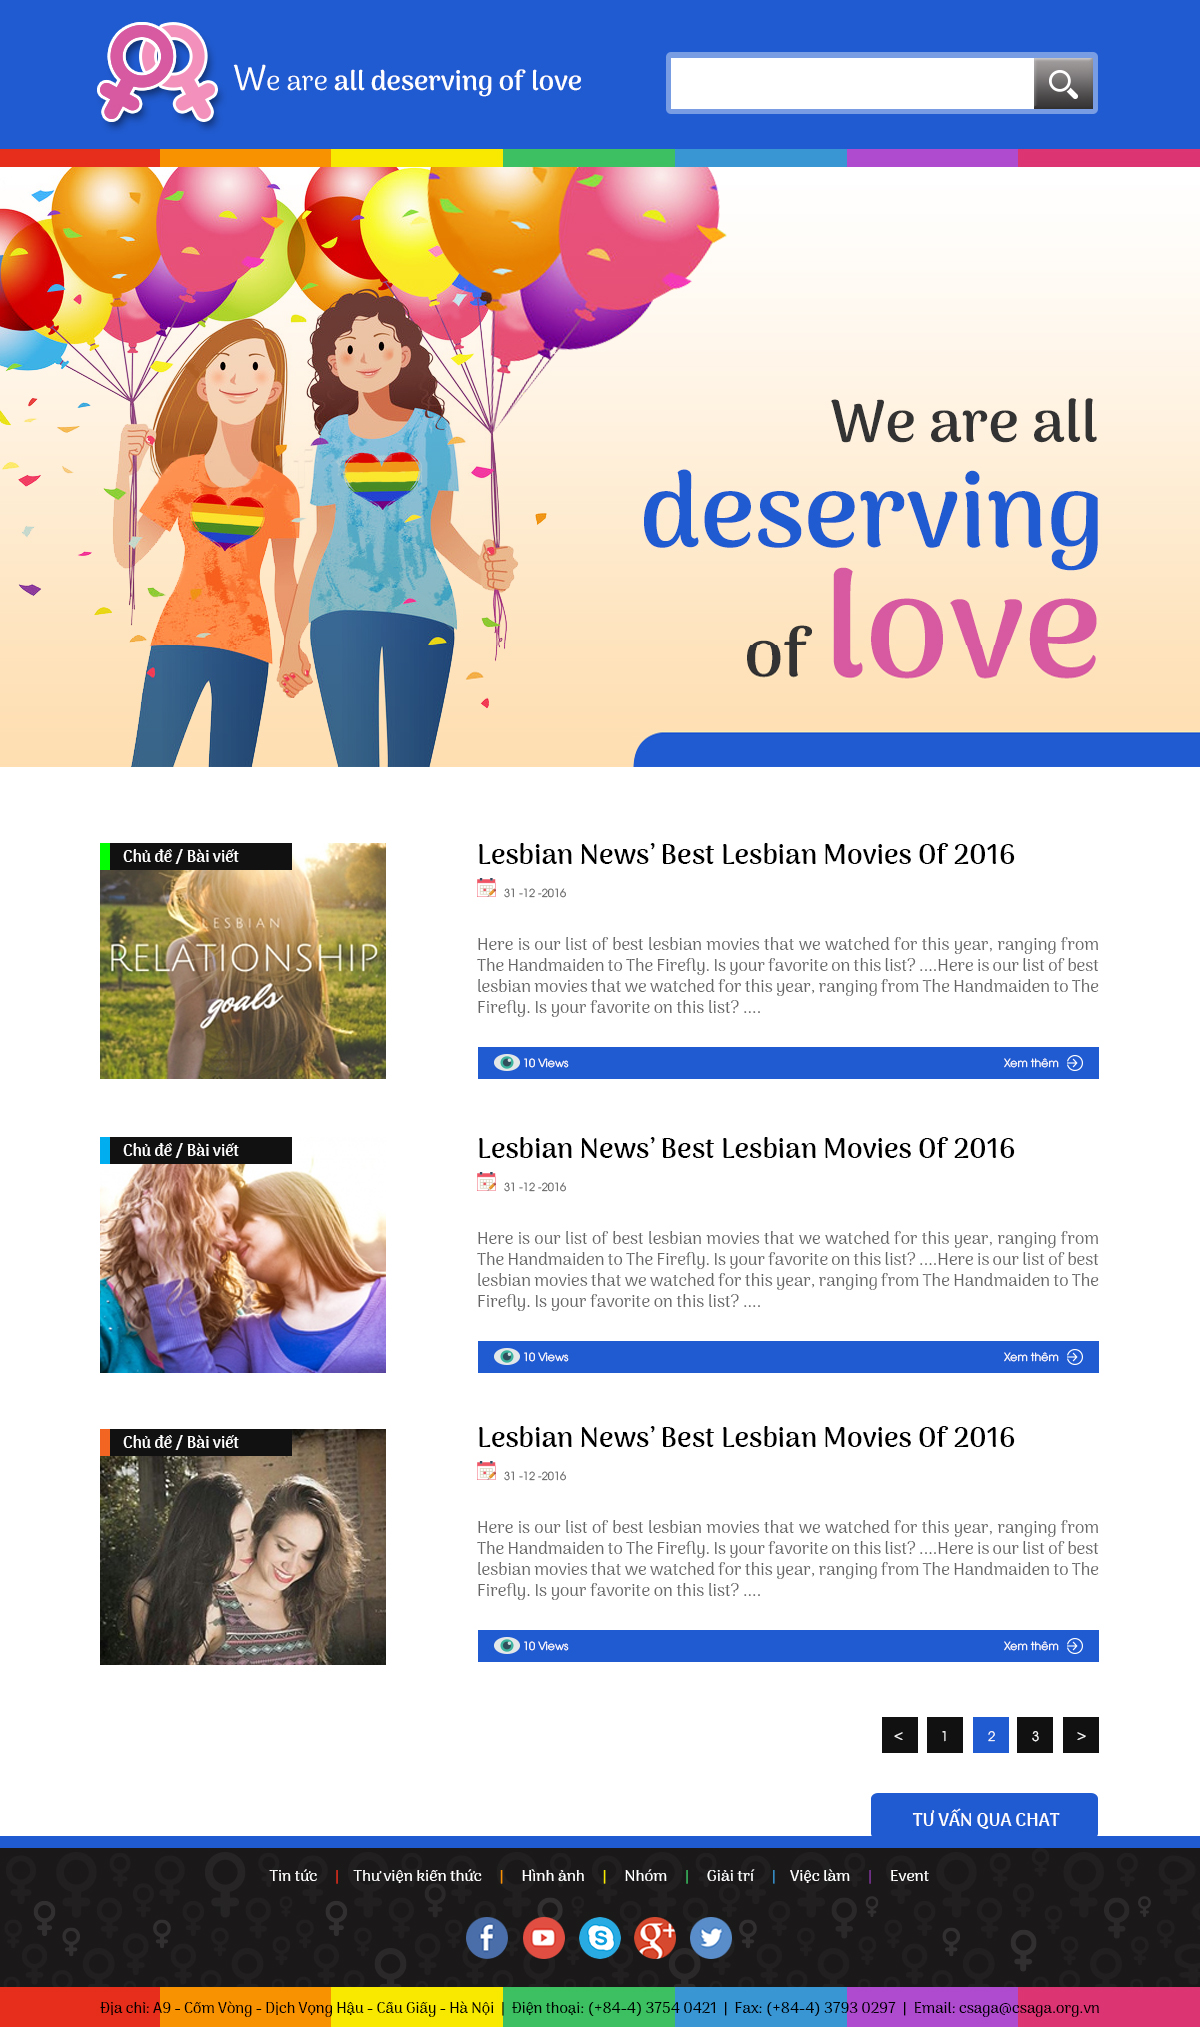 We are all deserving of love
We are all
deserving
of love
Chủ đề / Bài viết
LESBIAN
RELATIONSHIP
goals
Lesbian News’ Best Lesbian Movies Of 2016
31 -12 -2016
Here is our list of best lesbian movies that we watched for this year, ranging from
The Handmaiden to The Firefly. Is your favorite on this list? ....Here is our list of best
lesbian movies that we watched for this year, ranging from The Handmaiden to The
Firefly. Is your favorite on this list? ....
10 Views Xem thêm
Chủ đề / Bài viết
Lesbian News’ Best Lesbian Movies Of 2016
31 -12 -2016
Here is our list of best lesbian movies that we watched for this year, ranging from
The Handmaiden to The Firefly. Is your favorite on this list? ....Here is our list of best
lesbian movies that we watched for this year, ranging from The Handmaiden to The
Firefly. Is your favorite on this list? ....
10 Views Xem thêm
Chủ đề / Bài viết
Lesbian News’ Best Lesbian Movies Of 2016
31 -12 -2016
Here is our list of best lesbian movies that we watched for this year, ranging from
The Handmaiden to The Firefly. Is your favorite on this list? ....Here is our list of best
lesbian movies that we watched for this year, ranging from The Handmaiden to The
Firefly. Is your favorite on this list? ....
10 Views Xem thêm
< 1 2 3 >
TƯ VẤN QUA CHAT
Tin tức | Thư viện kiến thức | Hình ảnh | Nhóm | Giải trí | Việc làm | Event
Địa chỉ: A9 - Cốm Vòng - Dịch Vọng Hậu - Cầu Giấy - Hà Nội | Điện thoại: (+84-4) 3754 0421 | Fax: (+84-4) 3793 0297 | Email: csaga@csaga.org.vn